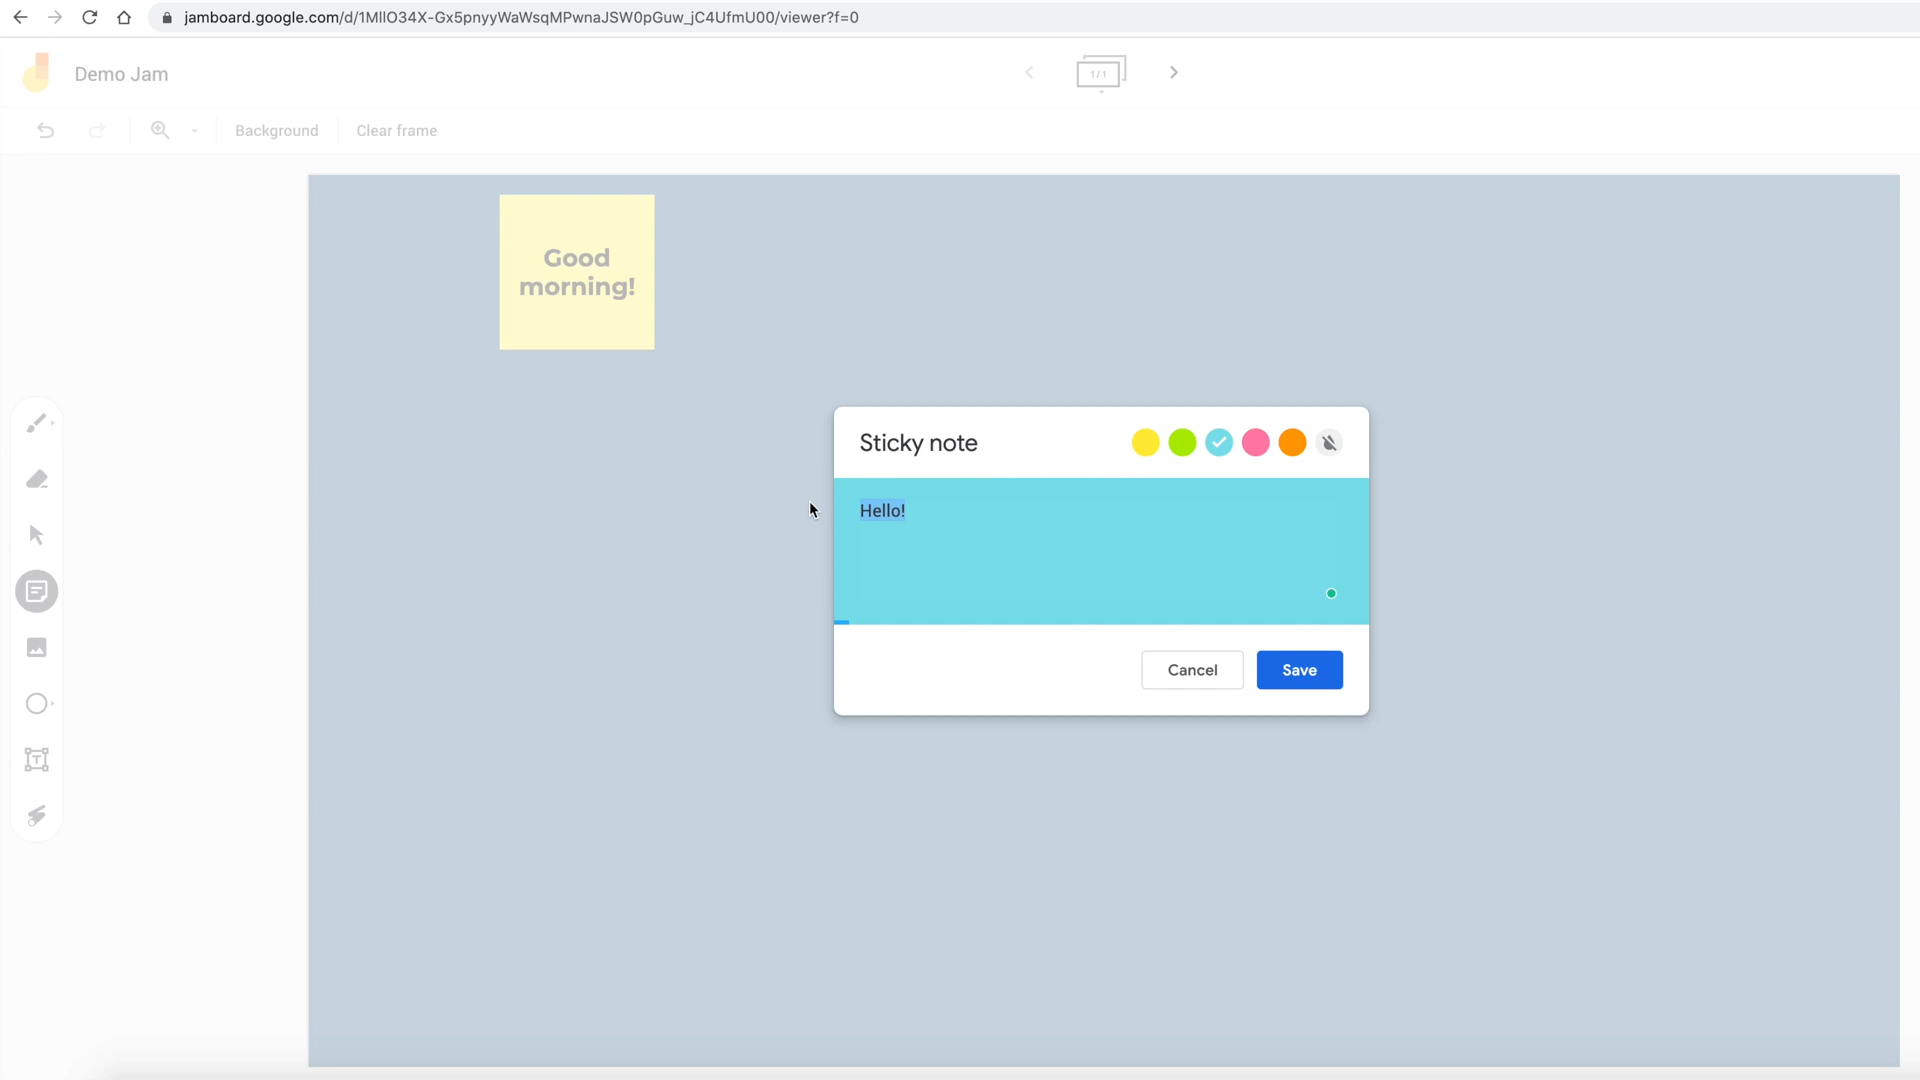 jamboard.google.com/d/1MllO34X-Gx5pnyyWaWsqMPwnaJSW0pGuw_jC4UfmU00/viewer?f=0
Demo Jam
1/1
Background
Clear frame
Good
morning!
Sticky note
Hello!
Cancel
Save